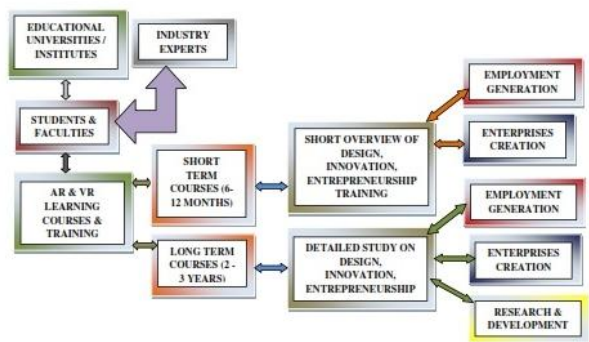 EDUCATIONAL
UNIVERSITIES /
INSTITUTES
INDUSTRY
EXPERTS
STUDENTS &
FACULTIES
AR & VR
LEARNING
COURSES &
TRAINING
SHORT
TERM
COURSES (6-
12 MONTHS)
LONG TERM
COURSES (2 -
3 YEARS)
SHORT OVERVIEW OF
DESIGN,
INNOVATION,
ENTREPRENEURSHIP
TRAINING
DETAILED STUDY ON
DESIGN,
INNOVATION,
ENTREPRENEURSHIP
EMPLOYMENT
GENERATION
ENTERPRISES
CREATION
EMPLOYMENT
GENERATION
ENTERPRISES
CREATION
RESEARCH &
DEVELOPMENT